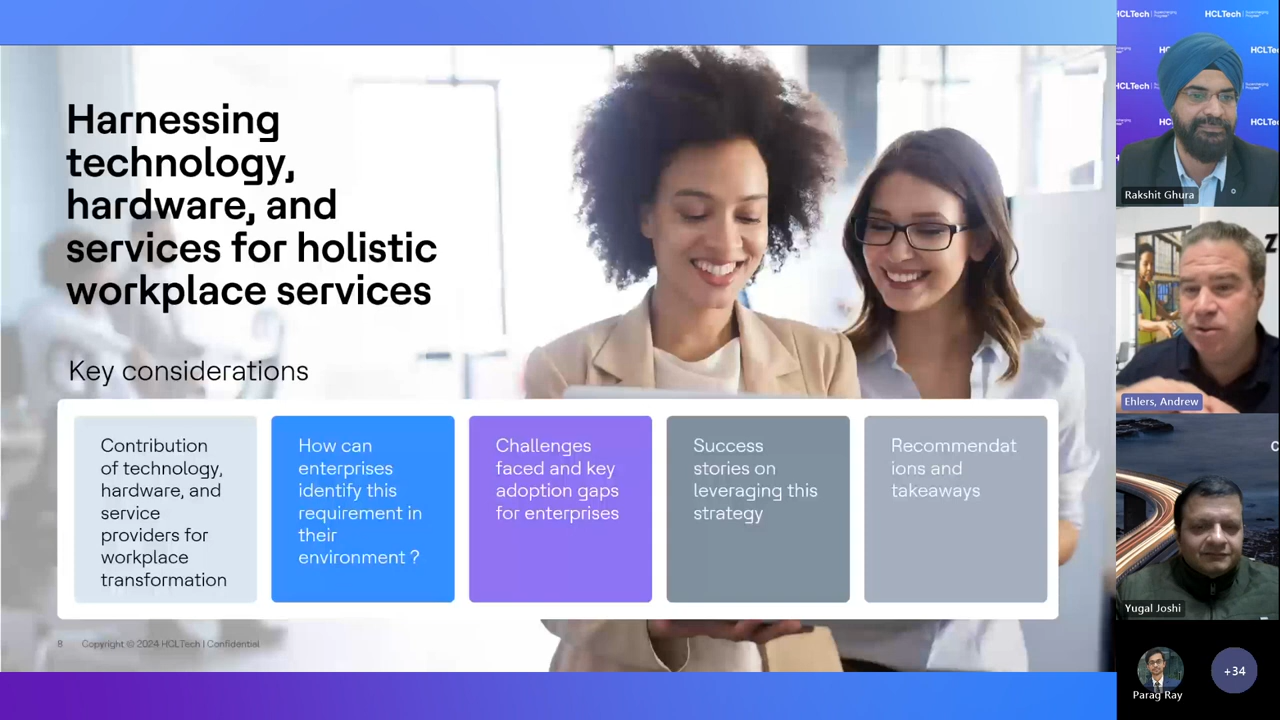 Harnessing
technology,
hardware, and
services for holistic
workplace services
Key considerations
Contribution
of technology,
hardware, and
service
providers for
workplace
transformation
How can
enterprises
identify this
requirement in
their
environment ?
Challenges
faced and key
adoption gaps
for enterprises
Success
stories on
leveraging this
strategy
Recommendat
ions and
takeaways
8 Copyright © 2024 HCLTech | Confidential
HCLTech
HCLTech
HCLTech
Rakshit Ghura
Ehlers, Andrew
Yugal Joshi
Parag Ray
+34